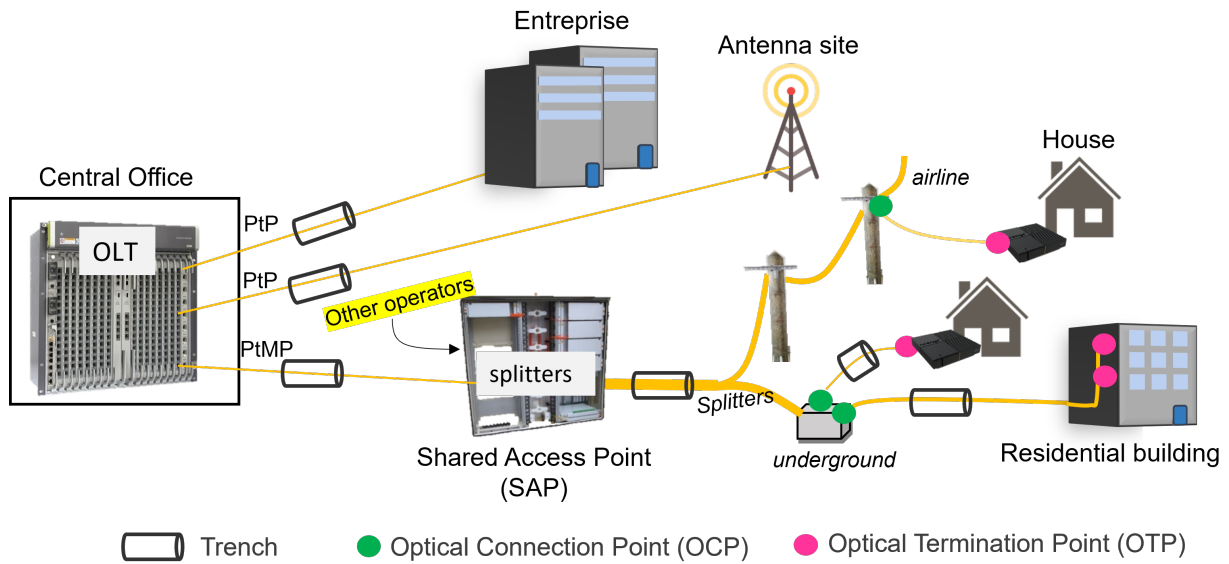 Entreprise
Antenna site
House
Central Office
airline
PtP
OLT
PtP
Other operators
PtMP
splitters
Splitters
underground
Shared Access Point
(SAP)
Residential building
Trench
Optical Connection Point (OCP)
Optical Termination Point (OTP)